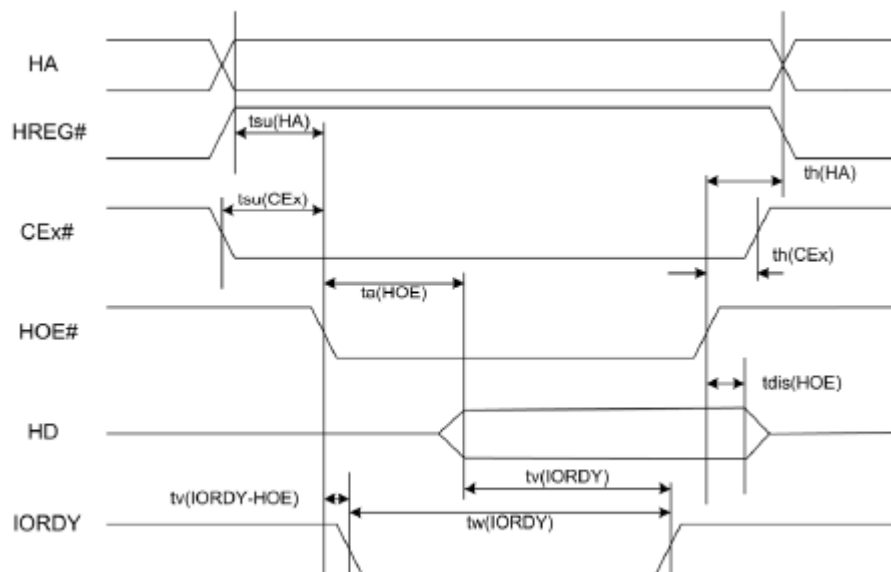 HA
HREG#
tsu(HA)
th(HA)
tsu(CEx)
CEx#
th(CEx)
ta(HOE)
HOE#
tdis(HOE)
HD
tv(IORDY)
tv(IORDY-HOE)
IORDY
tw(IORDY)